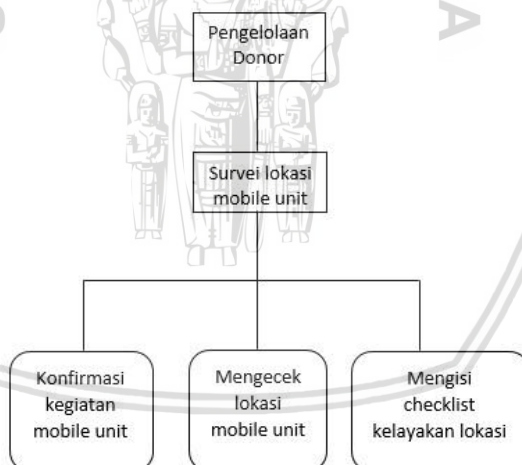 Pengelolaan
Donor
A
Survei lokasi
mobile unit
Konfirmasi
kegiatan
mobile unit
Mengecek
lokasi
mobile unit
Mengisi
checklist
kelayakan lokasi